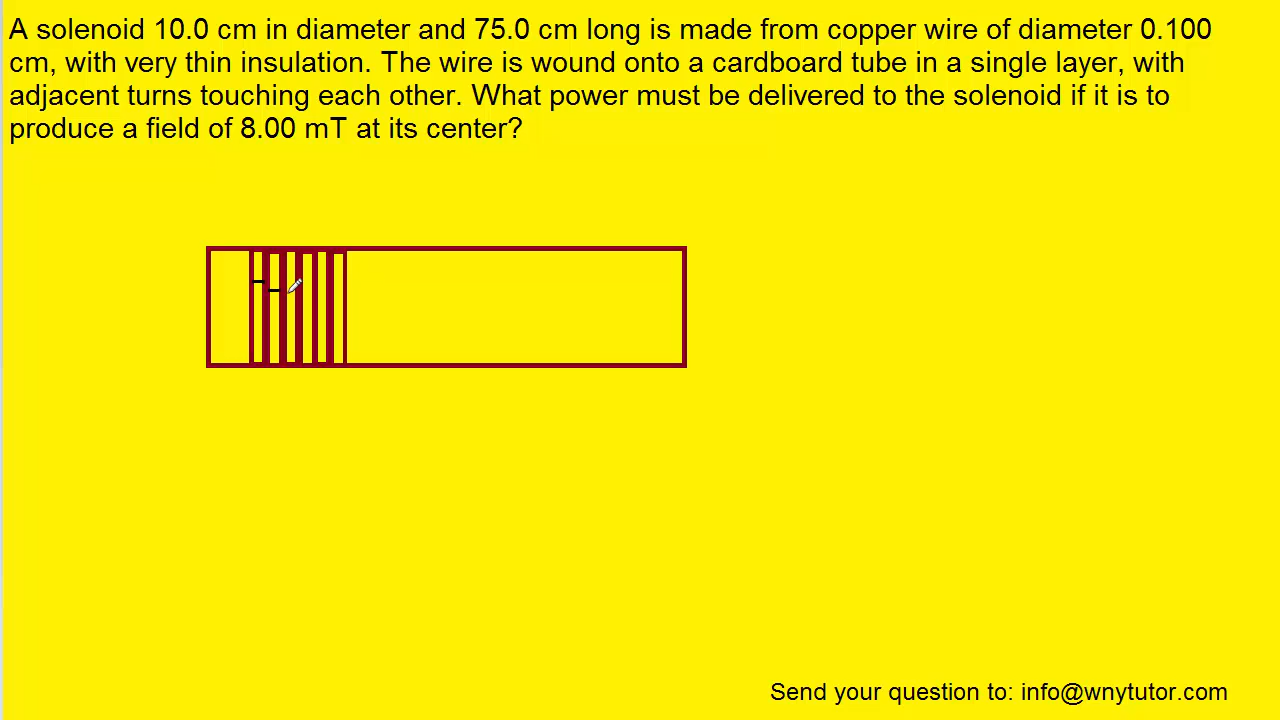 A solenoid 10.0 cm in diameter and 75.0 cm long is made from copper wire of diameter 0.100
cm, with very thin insulation. The wire is wound onto a cardboard tube in a single layer, with
adjacent turns touching each other. What power must be delivered to the solenoid if it is to
produce a field of 8.00 mT at its center?
Send your question to: info@wnytutor.com